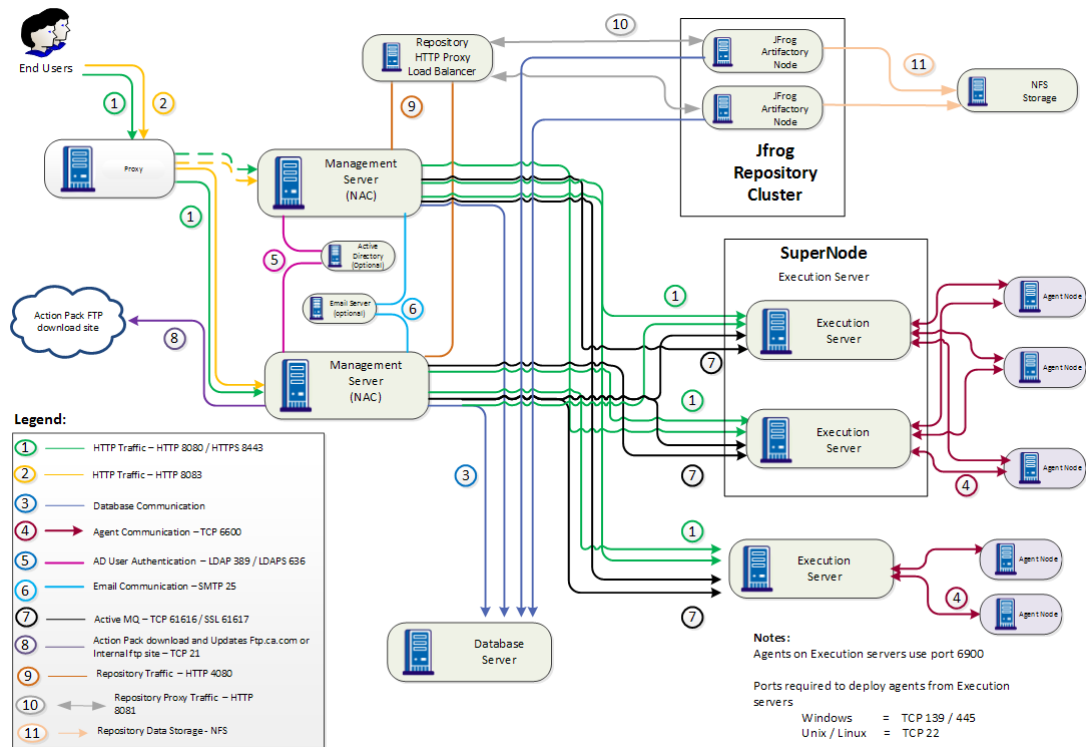 End Users
1
2
Proxy
1
Repository
HTTP Proxy
Load Balancer
9
10
JFrog
Artifactory
Node
JFrog
Artifactory
Node
Jfrog
Repository
Cluster
11
NFS
Storage
Management
Server
(NAC)
5
Active
Directory
(Optional)
Email Server
(optional)
6
Action Pack FTP
download site
8
Management
Server
(NAC)
3
SuperNode
Execution Server
1
Execution
Server
7
1
Execution
Server
7
Agent Node
Agent Node
Agent Node
4
1
Execution
Server
7
Agent Node
4
Agent Node
Database
Server
Legend:
1 HTTP Traffic – HTTP 8080 / HTTPS 8443
2 HTTP Traffic – HTTP 8083
3 Database Communication
4 Agent Communication – TCP 6600
5 AD User Authentication – LDAP 389 / LDAPS 636
6 Email Communication – SMTP 25
7 Active MQ – TCP 61616 / SSL 61617
8 Action Pack download and Updates Ftp.ca.com or
Internal ftp site – TCP 21
9 Repository Traffic – HTTP 4080
10 Repository Proxy Traffic – HTTP
8081
11 Repository Data Storage - NFS
Notes:
Agents on Execution servers use port 6900
Ports required to deploy agents from Execution
servers
Windows = TCP 139 / 445
Unix / Linux = TCP 22